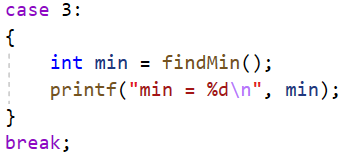 case 3:
{
    int min = findMin();
    printf("min = %d\n", min);
}
break;